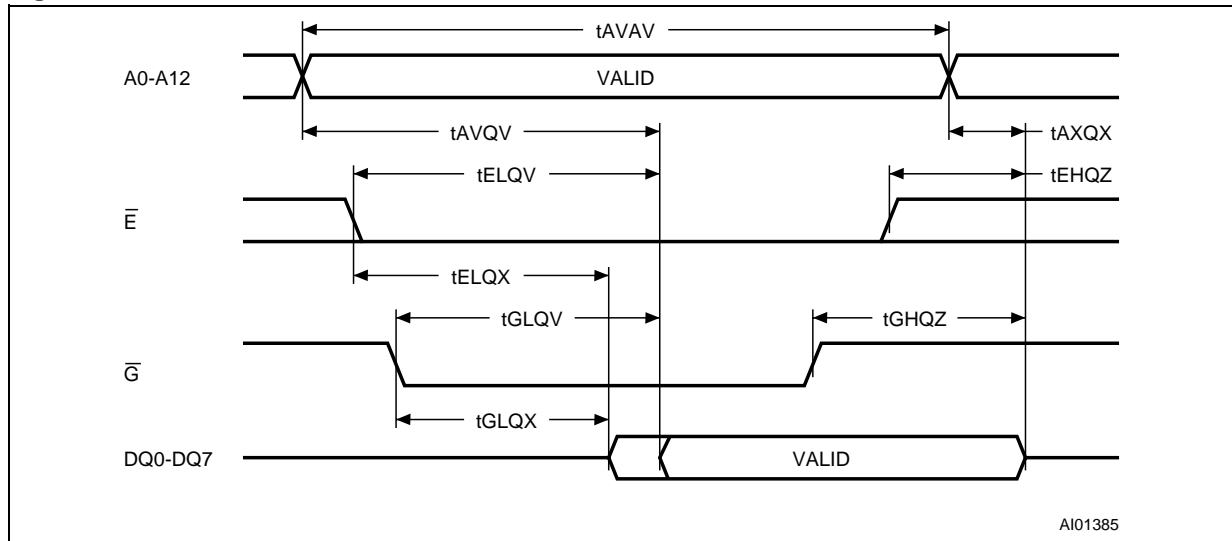 tAVAV
A0-A12 VALID
tAVQV tAXQX
tELQV tEHQZ
E̅
tELQX
tGLQV tGHQZ
G̅
tGLQX
DQ0-DQ7 VALID
AI01385